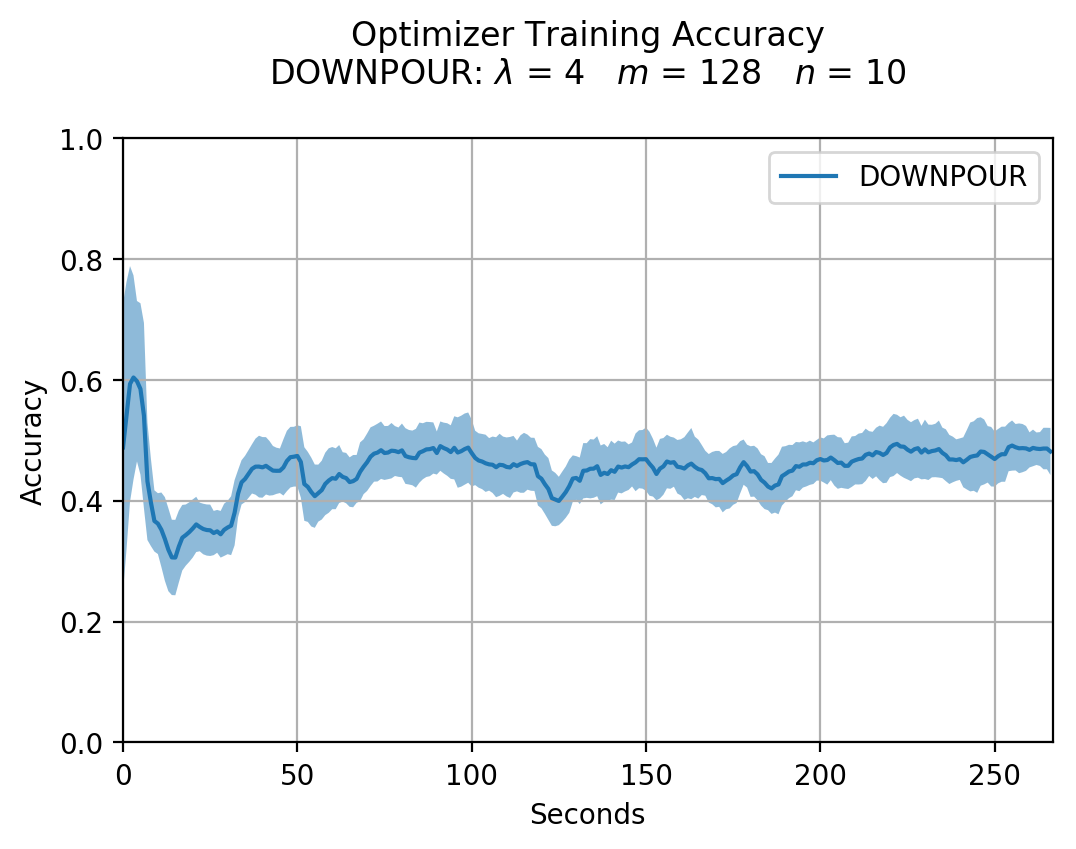 Optimizer Training Accuracy
DOWNPOUR: λ = 4 m = 128 n = 10
DOWNPOUR
1.0
0.8
0.6
0.4
0.2
0.0
Accuracy
0 50 100 150 200 250
Seconds